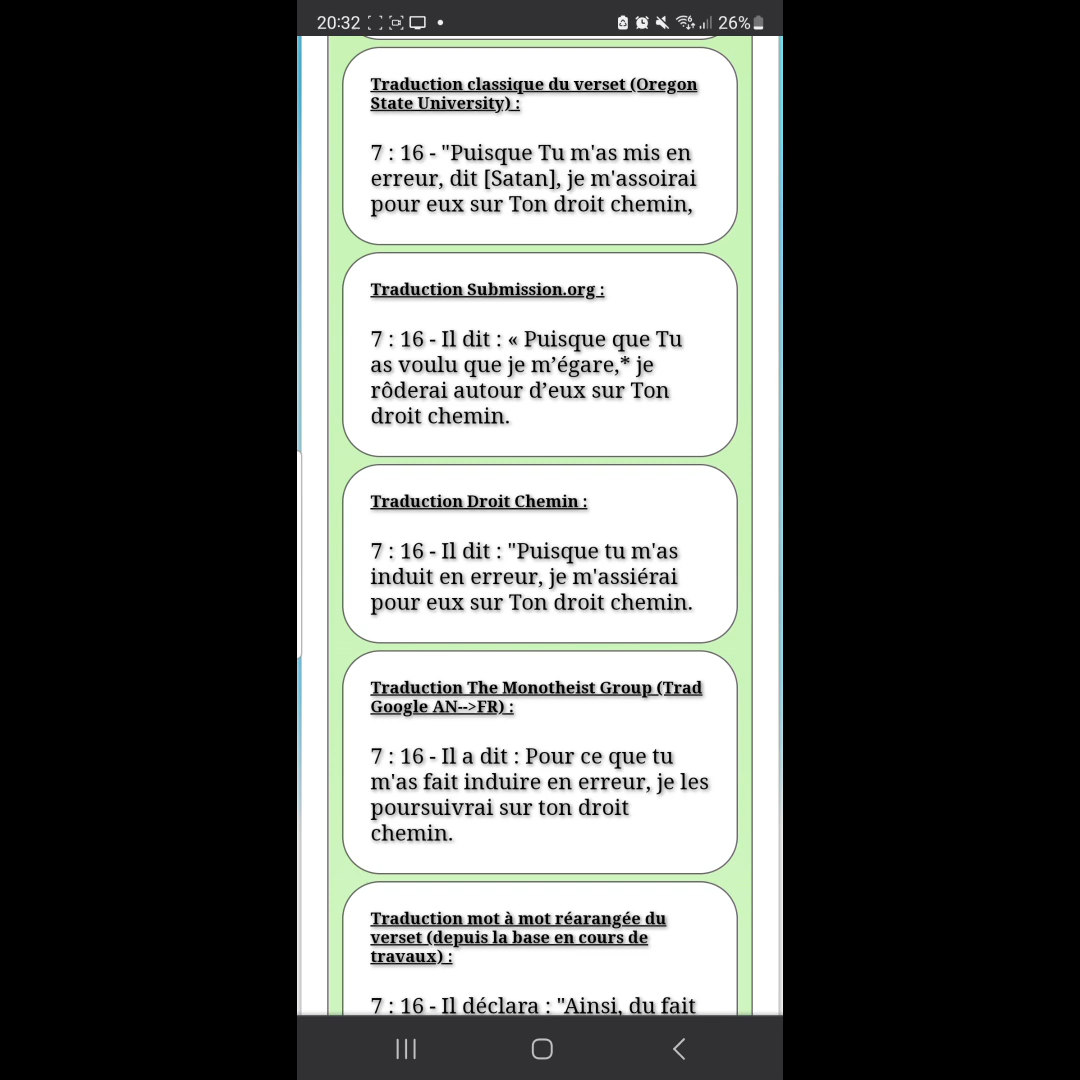 20:32
26%
Traduction classique du verset (Oregon
State University) :
7 : 16 - "Puisque Tu m'as mis en
erreur, dit [Satan], je m'assoirai
pour eux sur Ton droit chemin,
Traduction Submission.org :
7 : 16 - Il dit : « Puisque que Tu
as voulu que je m’égare,* je
rôderai autour d’eux sur Ton
droit chemin.
Traduction Droit Chemin :
7 : 16 - Il dit : "Puisque tu m'as
induit en erreur, je m'assiérai
pour eux sur Ton droit chemin.
Traduction The Monotheist Group (Trad
Google AN-->FR) :
7 : 16 - Il a dit : Pour ce que tu
m'as fait induire en erreur, je les
poursuivrai sur ton droit
chemin.
Traduction mot à mot réarangée du
verset (depuis la base en cours de
travaux) :
7 : 16 - Il déclara : "Ainsi, du fait